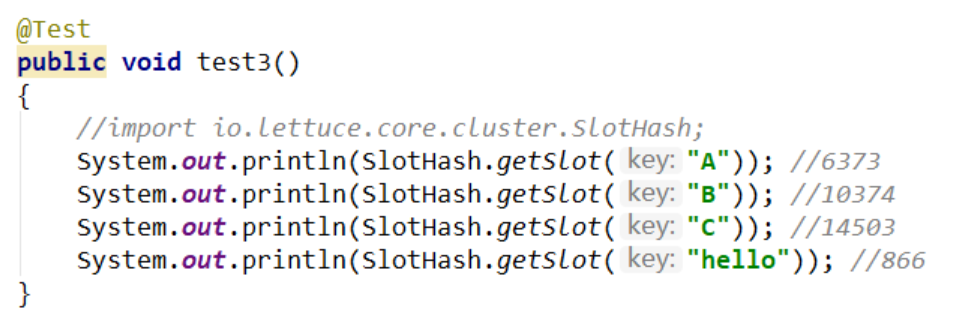 @Test
public void test3()
{
    //import io.lettuce.core.cluster.SlotHash;
    System.out.println(SlotHash.getSlot( key: "A")); //6373
    System.out.println(SlotHash.getSlot( key: "B")); //10374
    System.out.println(SlotHash.getSlot( key: "C")); //14503
    System.out.println(SlotHash.getSlot( key: "hello")); //866
}